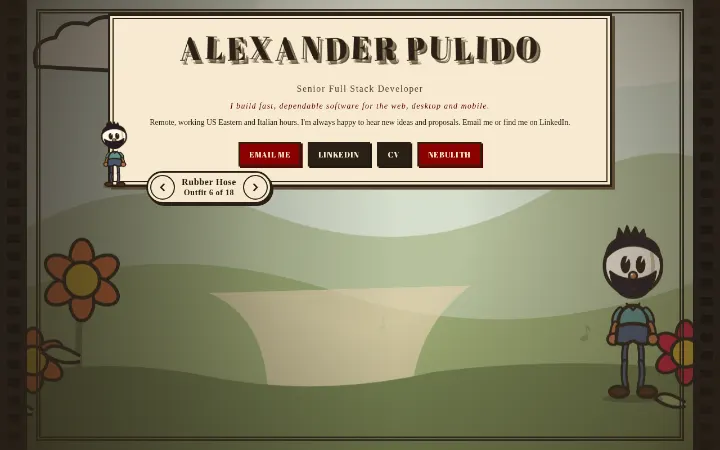 ALEXANDER PULIDO
Senior Full Stack Developer
I build fast, dependable software for the web, desktop and mobile.
Remote, working US Eastern and Italian hours. I'm always happy to hear new ideas and proposals. Email me or find me on LinkedIn.
EMAIL ME
LINKEDIN
CV
NEBULITH
Rubber Hose
Outfit 6 of 18